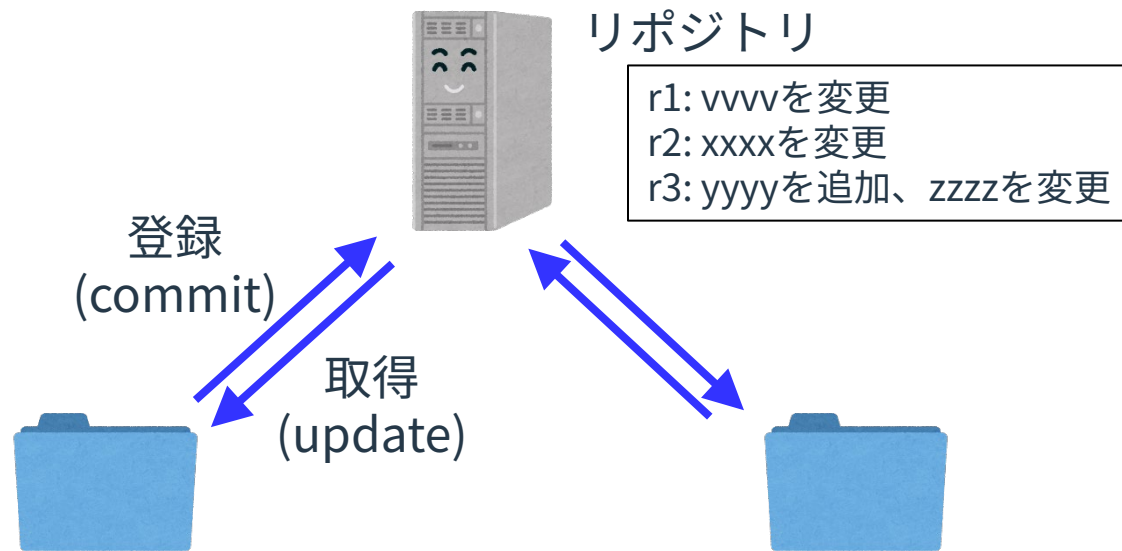 リポジトリ
r1: vvvvを変更
r2: xxxxを変更
r3: yyyyを追加、zzzzを変更
登録
(commit)
取得
(update)